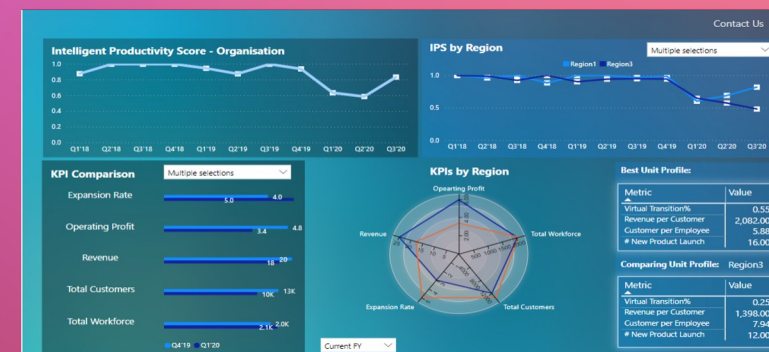 Contact Us
Intelligent Productivity Score - Organisation
1.0
0.8
0.6
0.4
0.2
0.0
Q1'18 Q2'18 Q3'18 Q4'18 Q1'19 Q2'19 Q3'19 Q4'19 Q1'20 Q2'20 Q3'20
IPS by Region
Multiple selections
Region1 Region3
1.0
0.5
0.0
Q1'18 Q2'18 Q3'18 Q4'18 Q1'19 Q2'19 Q3'19 Q4'19 Q1'20 Q2'20 Q3'20
KPI Comparison
Multiple selections
Expansion Rate
4.0
5.0
Operating Profit
4.8
3.4
Revenue
20
18
Total Customers
13K
10K
Total Workforce
2.0K
2.1K
Q4'19 Q1'20
KPIs by Region
Opearting Profit
Revenue
Total Workforce
Expansion Rate
Total Customers
4.00
2.00
500 1000 1500
Current FY
Best Unit Profile:
Metric Value
Virtual Transition% 0.55
Revenue per Customer 2,082.00
Customer per Employee 5.88
# New Product Launch 16.00
Comparing Unit Profile: Region3
Metric Value
Virtual Transition% 0.25
Revenue per Customer 1,398.00
Customer per Employee 7.94
# New Product Launch 12.00